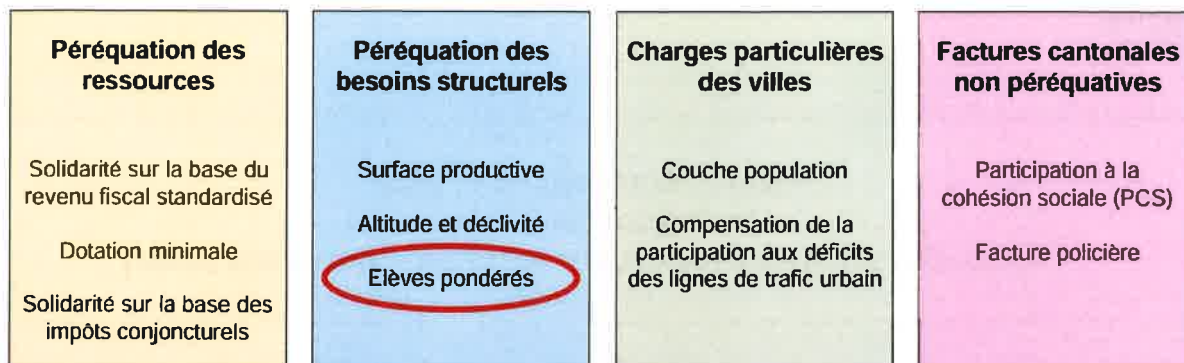 Péréquation des
ressources
Solidarité sur la base du
revenu fiscal standardisé
Dotation minimale
Solidarité sur la base des
impôts conjoncturels
Péréquation des
besoins structurels
Surface productive
Altitude et déclivité
Elèves pondérés
Charges particulières
des villes
Couche population
Compensation de la
participation aux déficits
des lignes de trafic urbain
Factures cantonales
non péréquatives
Participation à la
cohésion sociale (PCS)
Facture policière